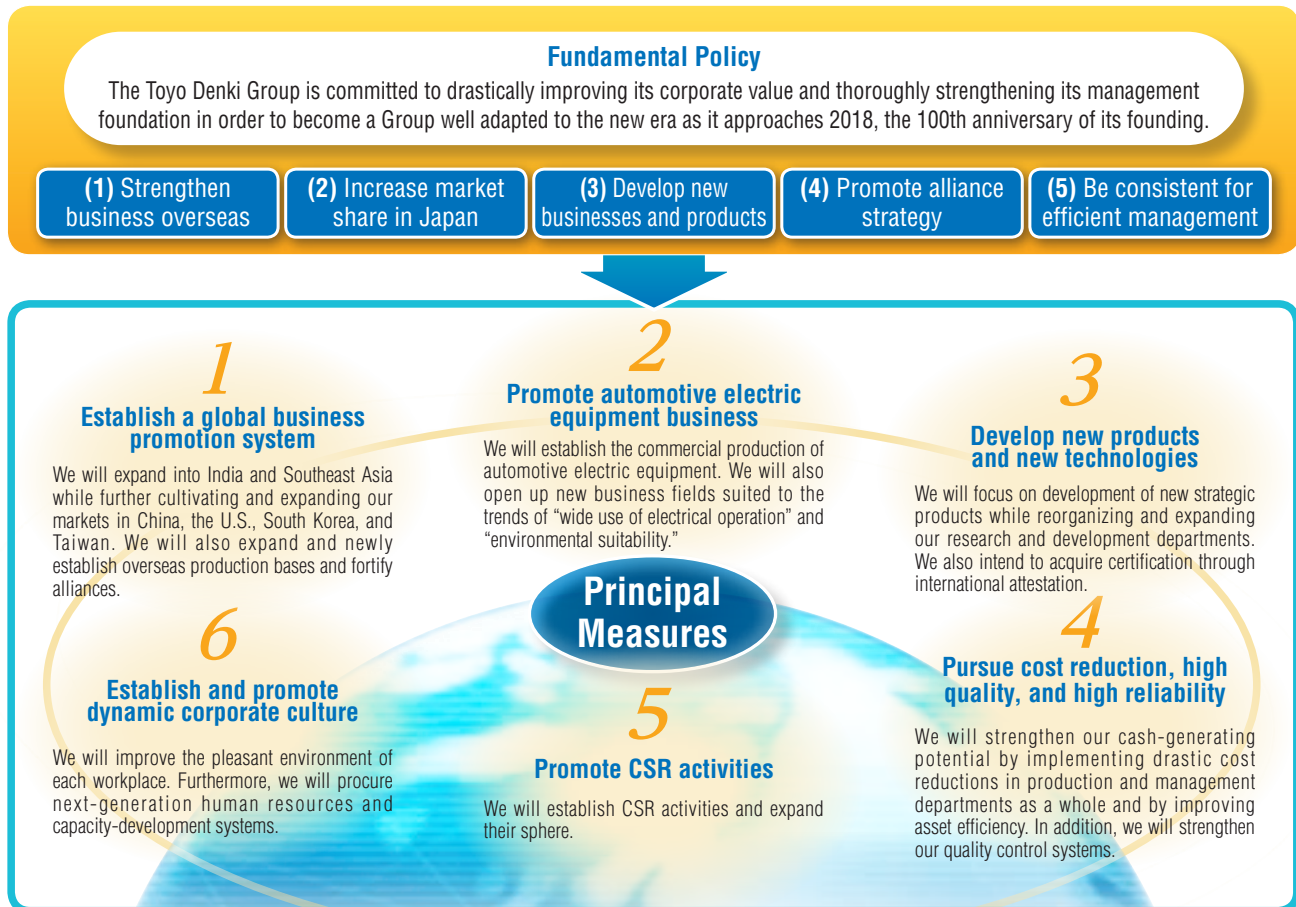 Fundamental Policy
The Toyo Denki Group is committed to drastically improving its corporate value and thoroughly strengthening its management
foundation in order to become a Group well adapted to the new era as it approaches 2018, the 100th anniversary of its founding.
(1) Strengthen
business overseas
(2) Increase market
share in Japan
(3) Develop new
businesses and products
(4) Promote alliance
strategy
(5) Be consistent for
efficient management
1
Establish a global business
promotion system
We will expand into India and Southeast Asia
while further cultivating and expanding our
markets in China, the U.S., South Korea, and
Taiwan. We will also expand and newly
establish overseas production bases and fortify
alliances.
2
Promote automotive electric
equipment business
We will establish the commercial production of
automotive electric equipment. We will also
open up new business fields suited to the
trends of “wide use of electrical operation” and
“environmental suitability.”
3
Develop new products
and new technologies
We will focus on development of new strategic
products while reorganizing and expanding
our research and development departments.
We also intend to acquire certification through
international attestation.
Principal
Measures
4
Pursue cost reduction, high
quality, and high reliability
We will strengthen our cash-generating
potential by implementing drastic cost
reductions in production and management
departments as a whole and by improving
asset efficiency. In addition, we will strengthen
our quality control systems.
5
Promote CSR activities
We will establish CSR activities and expand
their sphere.
6
Establish and promote
dynamic corporate culture
We will improve the pleasant environment of
each workplace. Furthermore, we will procure
next-generation human resources and
capacity-development systems.